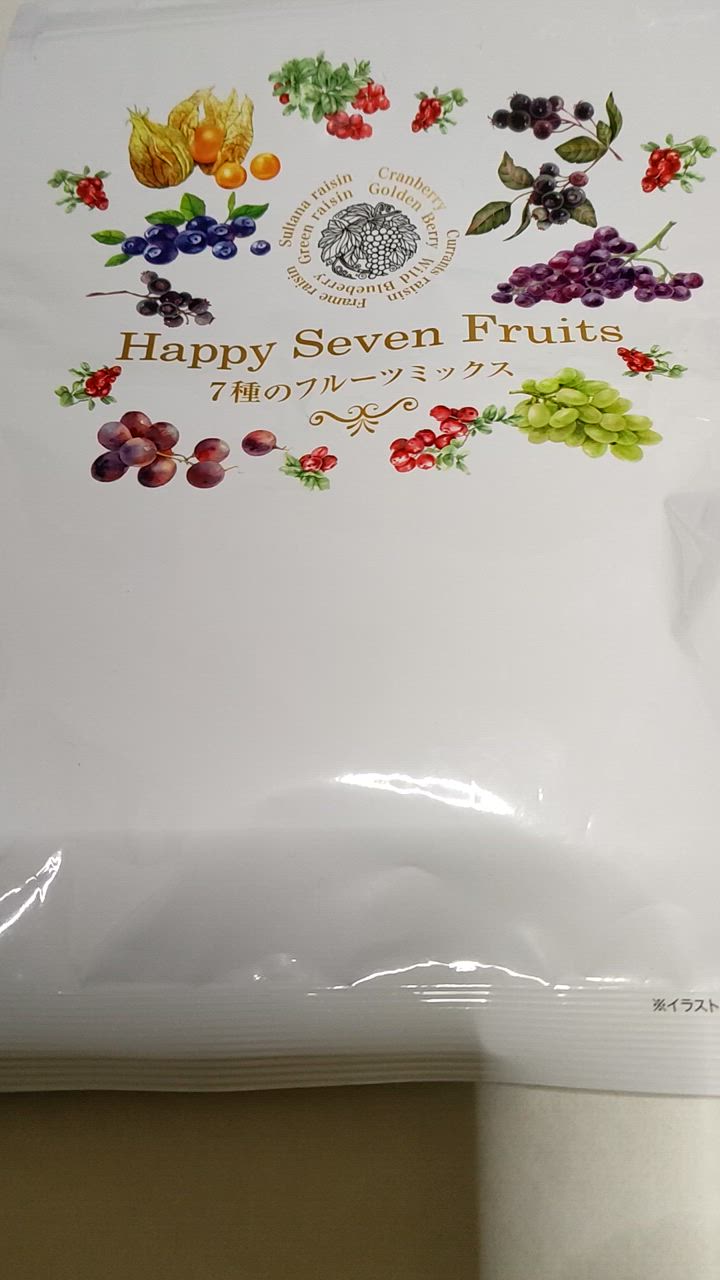 Sultana raisin
Green raisin
Cranberry
Golden Berry
Currants raisin
Wild Blueberry
Frame raisin
Happy Seven Fruits
7種のフルーツミックス
※イラスト